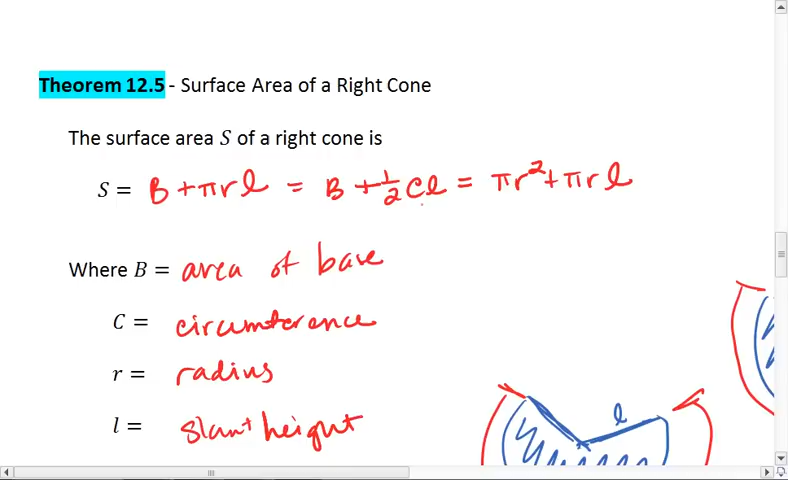 Theorem 12.5 - Surface Area of a Right Cone
The surface area S of a right cone is
S = B + πrl = B + ½Cl = πr² + πrl
Where B = area of base
C = circumference
r = radius
l = slant height
l